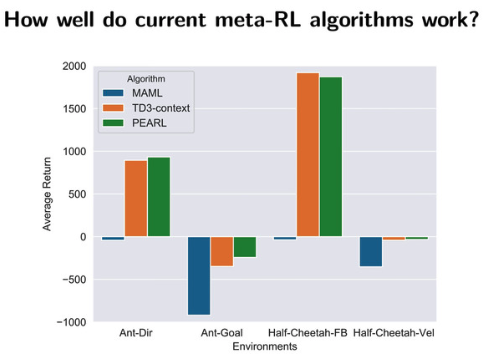 How well do current meta-RL algorithms work?
Algorithm
MAML
TD3-context
PEARL
Average Return
2000
1500
1000
500
0
−500
−1000
Ant-Dir
Ant-Goal
Half-Cheetah-FB
Half-Cheetah-Vel
Environments